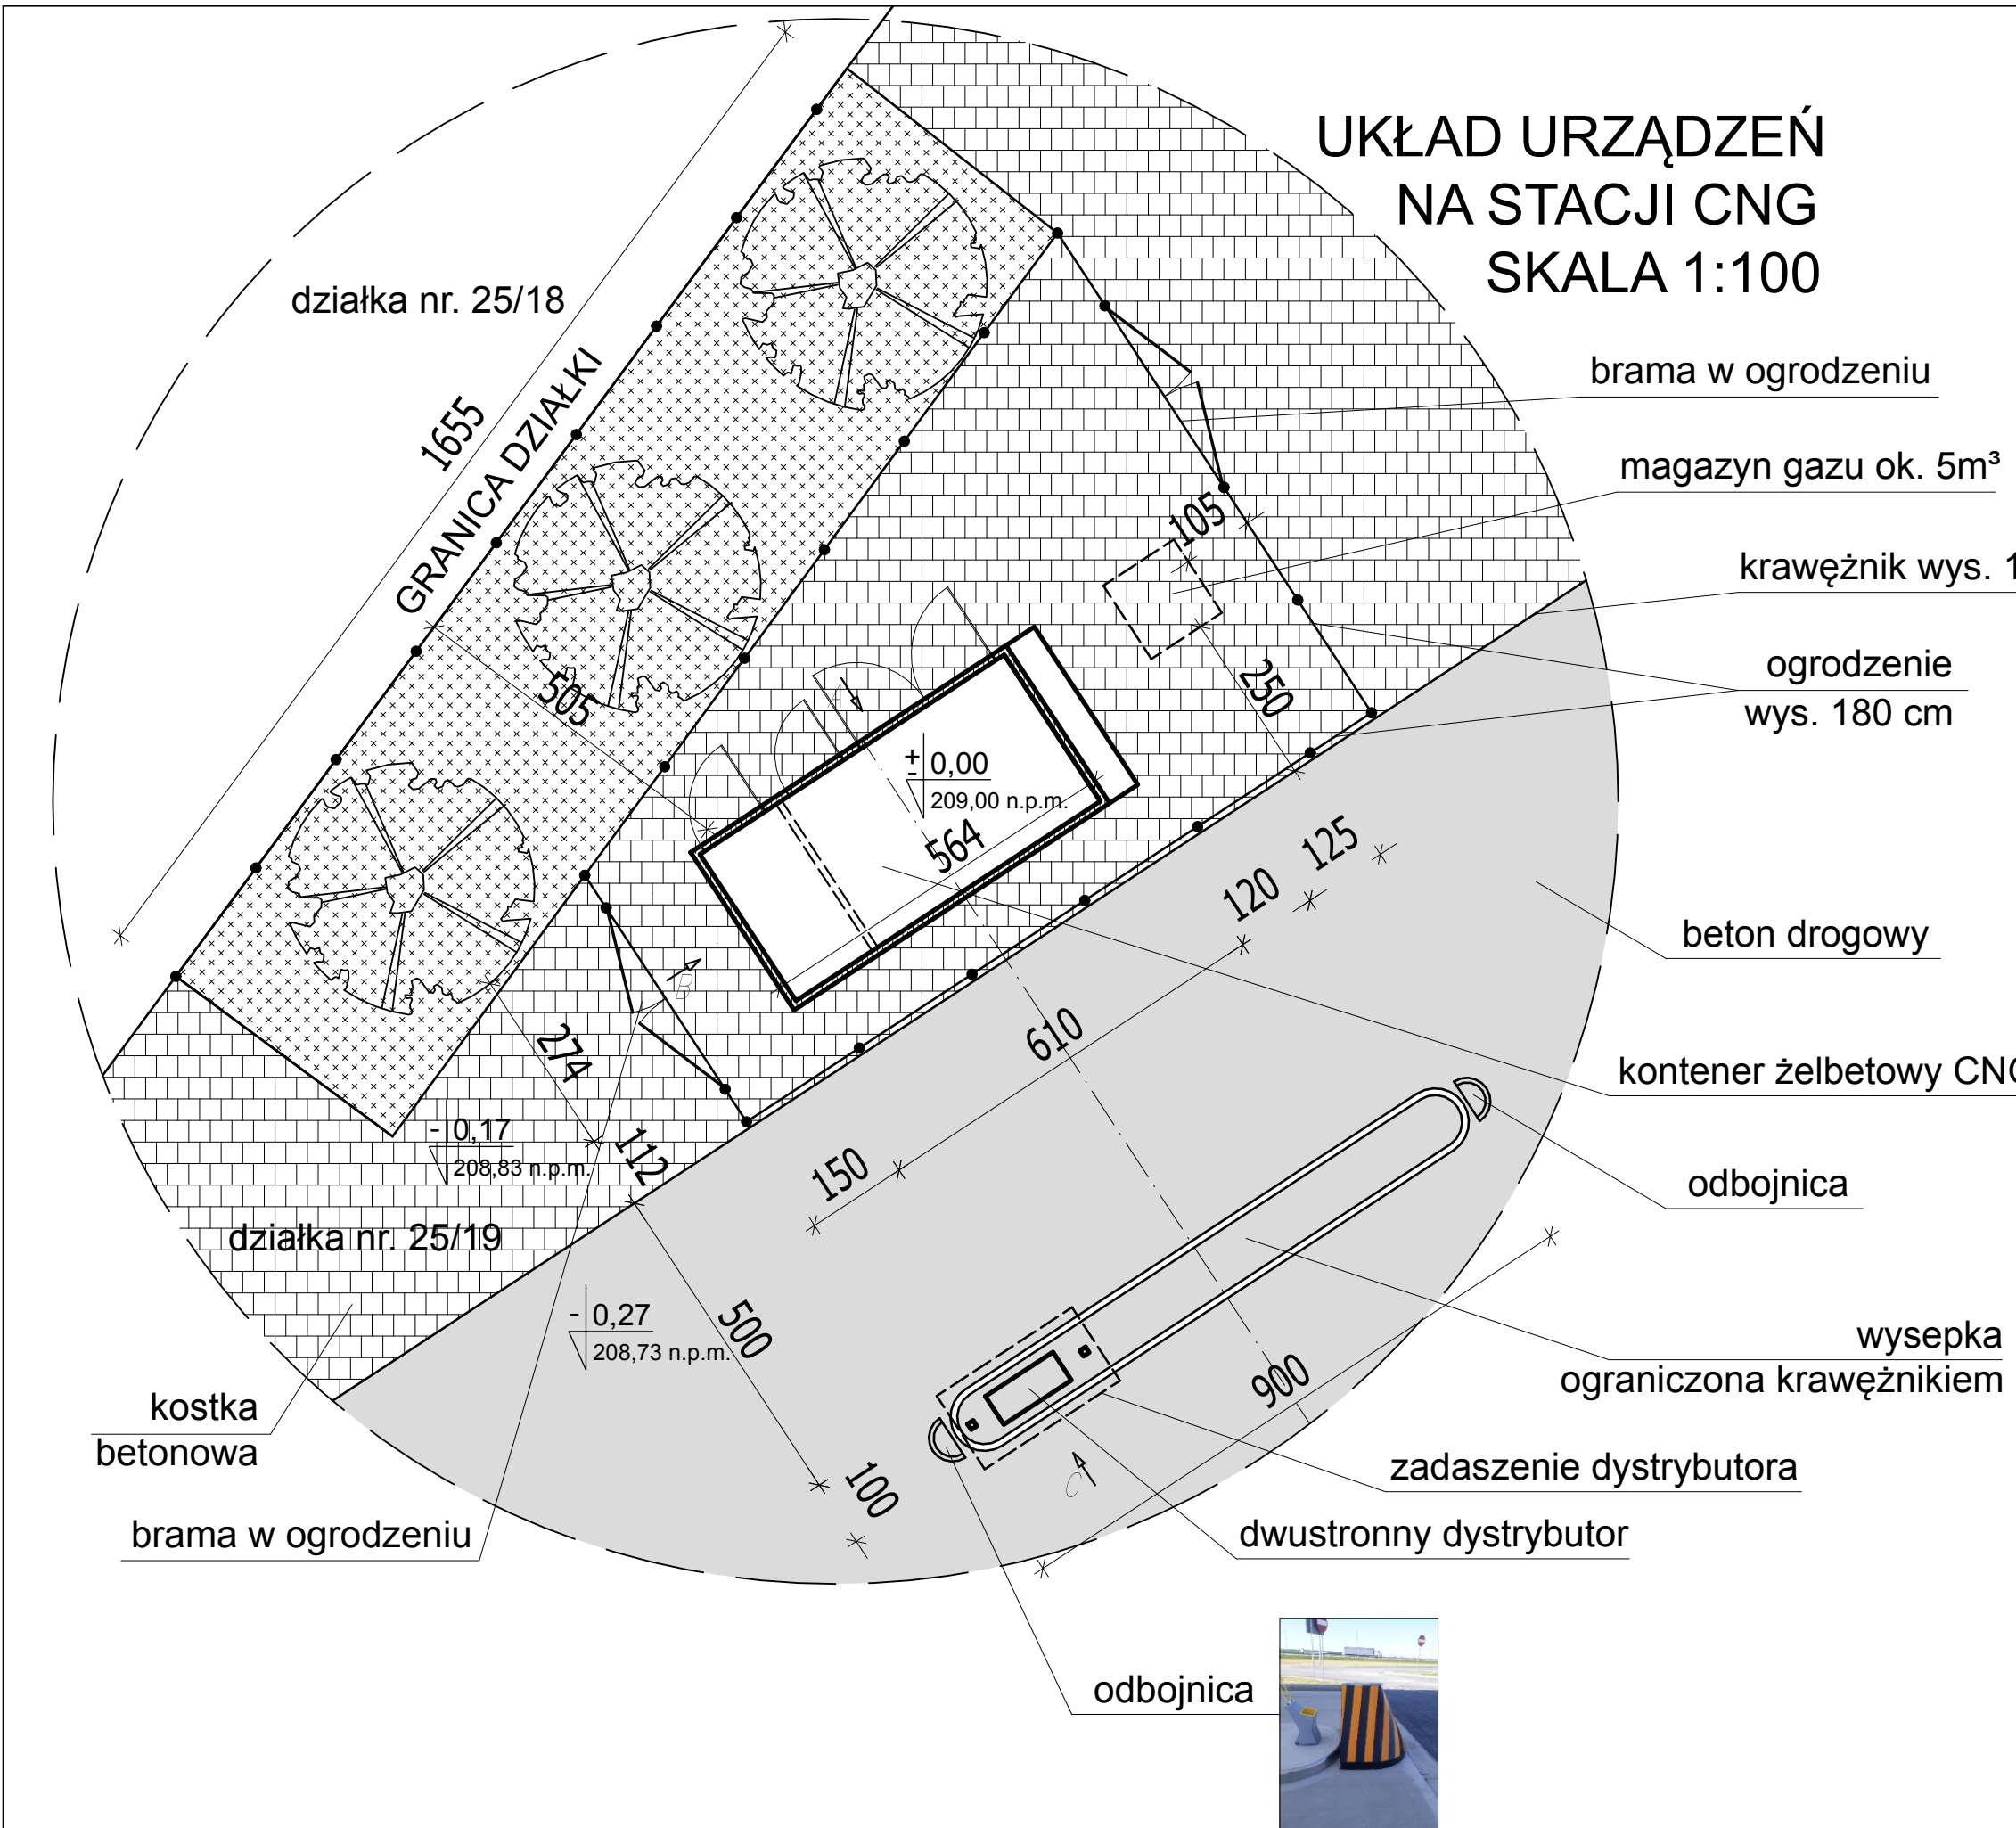 UKŁAD URZĄDZEŃ
NA STACJI CNG
SKALA 1:100
działka nr. 25/18
1655
GRANICA DZIAŁKI
brama w ogrodzeniu
magazyn gazu ok. 5m³
105
krawężnik wys. 1
ogrodzenie
wys. 180 cm
250
505
A
+
- 0,00
209,00 n.p.m.
564
125
120
beton drogowy
B
610
274
kontener żelbetowy CNG
- 0,17
208,83 n.p.m.
112
150
odbojnica
działka nr. 25/19
- 0,27
208,73 n.p.m.
500
900
wysepka
ograniczona krawężnikiem
kostka
betonowa
100
C
zadaszenie dystrybutora
brama w ogrodzeniu
dwustronny dystrybutor
odbojnica